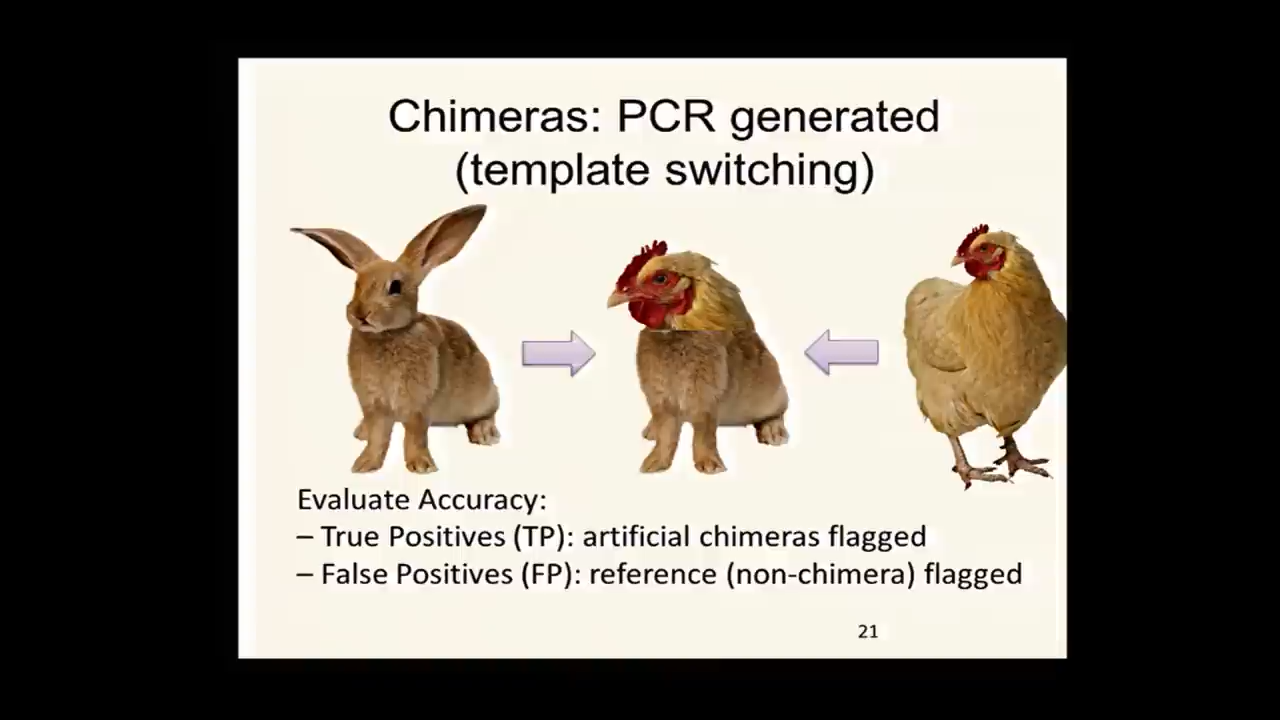 Chimeras: PCR generated
(template switching)
Evaluate Accuracy:
– True Positives (TP): artificial chimeras flagged
– False Positives (FP): reference (non-chimera) flagged
21